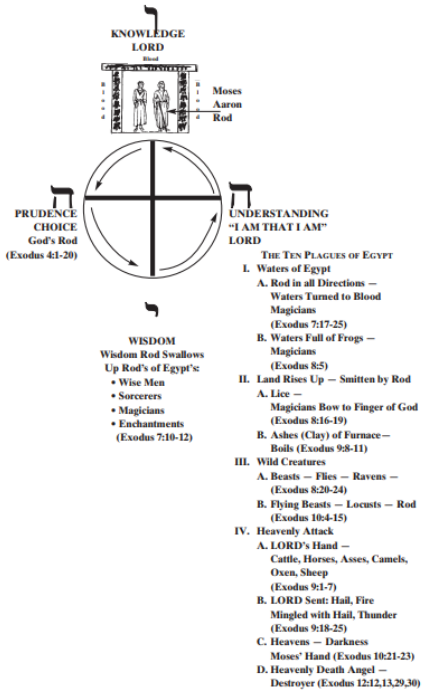 ו
KNOWLEDGE
LORD
Blood
B
l
o
o
d
B
l
o
o
d
Moses
Aaron
Rod
ה
PRUDENCE
CHOICE
God's Rod
(Exodus 4:1-20)
ה
UNDERSTANDING
“I AM THAT I AM”
LORD
י
WISDOM
Wisdom Rod Swallows
Up Rod's of Egypt's:
• Wise Men
• Sorcerers
• Magicians
• Enchantments
(Exodus 7:10-12)
THE TEN PLAGUES OF EGYPT
I. Waters of Egypt
A. Rod in all Directions —
Waters Turned to Blood
Magicians
(Exodus 7:17-25)
B. Waters Full of Frogs —
Magicians
(Exodus 8:5)
II. Land Rises Up — Smitten by Rod
A. Lice —
Magicians Bow to Finger of God
(Exodus 8:16-19)
B. Ashes (Clay) of Furnace—
Boils (Exodus 9:8-11)
III. Wild Creatures
A. Beasts — Flies — Ravens —
(Exodus 8:20-24)
B. Flying Beasts — Locusts — Rod
(Exodus 10:4-15)
IV. Heavenly Attack
A. LORD's Hand —
Cattle, Horses, Asses, Camels,
Oxen, Sheep
(Exodus 9:1-7)
B. LORD Sent: Hail, Fire
Mingled with Hail, Thunder
(Exodus 9:18-25)
C. Heavens — Darkness
Moses' Hand (Exodus 10:21-23)
D. Heavenly Death Angel —
Destroyer (Exodus 12:12,13,29,30)